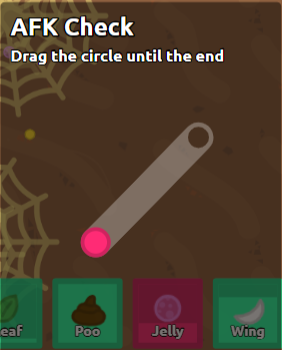 AFK Check
Drag the circle until the end
eaf Poo Jelly Wing